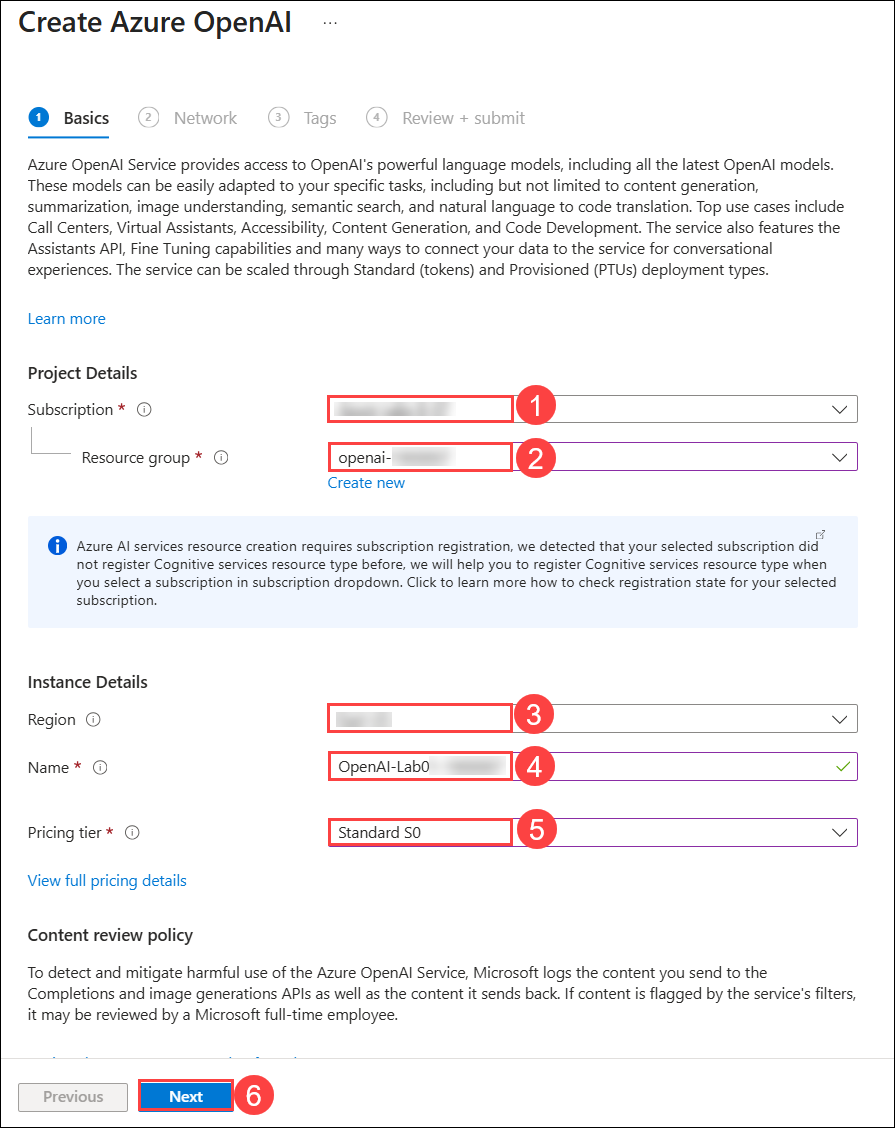 Create Azure OpenAI ...
1 Basics 2 Network 3 Tags 4 Review + submit
Azure OpenAI Service provides access to OpenAI's powerful language models, including all the latest OpenAI models.
These models can be easily adapted to your specific tasks, including but not limited to content generation,
summarization, image understanding, semantic search, and natural language to code translation. Top use cases include
Call Centers, Virtual Assistants, Accessibility, Content Generation, and Code Development. The service also features the
Assistants API, Fine Tuning capabilities and many ways to connect your data to the service for conversational
experiences. The service can be scaled through Standard (tokens) and Provisioned (PTUs) deployment types.
Learn more
Project Details
Subscription * 1
Resource group * openai- 2
Create new
Azure AI services resource creation requires subscription registration, we detected that your selected subscription did
not register Cognitive services resource type before, we will help you to register Cognitive services resource type when
you select a subscription in subscription dropdown. Click to learn more how to check registration state for your selected
subscription.
Instance Details
Region 3
Name * OpenAI-Lab0 4
Pricing tier * Standard S0 5
View full pricing details
Content review policy
To detect and mitigate harmful use of the Azure OpenAI Service, Microsoft logs the content you send to the
Completions and image generations APIs as well as the content it sends back. If content is flagged by the service's filters,
it may be reviewed by a Microsoft full-time employee.
Previous Next 6